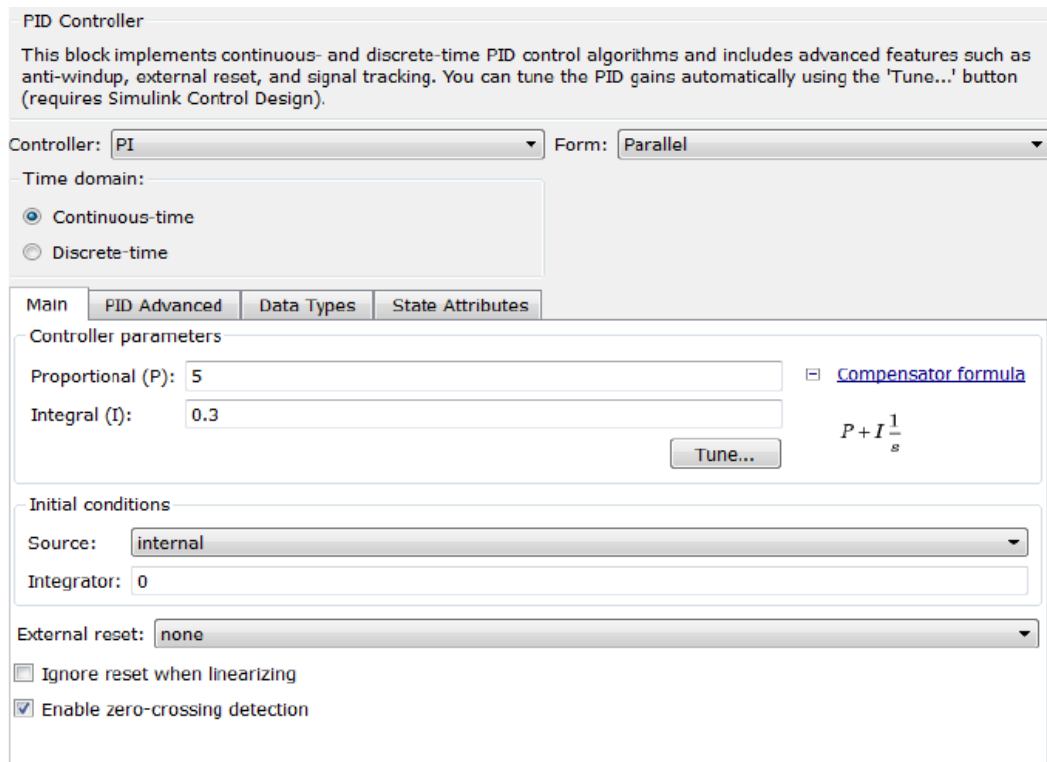 PID Controller
This block implements continuous- and discrete-time PID control algorithms and includes advanced features such as
anti-windup, external reset, and signal tracking. You can tune the PID gains automatically using the 'Tune...' button
(requires Simulink Control Design).
Controller: PI Form: Parallel
Time domain:
Continuous-time
Discrete-time
Main PID Advanced Data Types State Attributes
Controller parameters
Proportional (P): 5 Compensator formula
Integral (I): 0.3
P + I 1/s
Tune...
Initial conditions
Source: internal
Integrator: 0
External reset: none
Ignore reset when linearizing
Enable zero-crossing detection